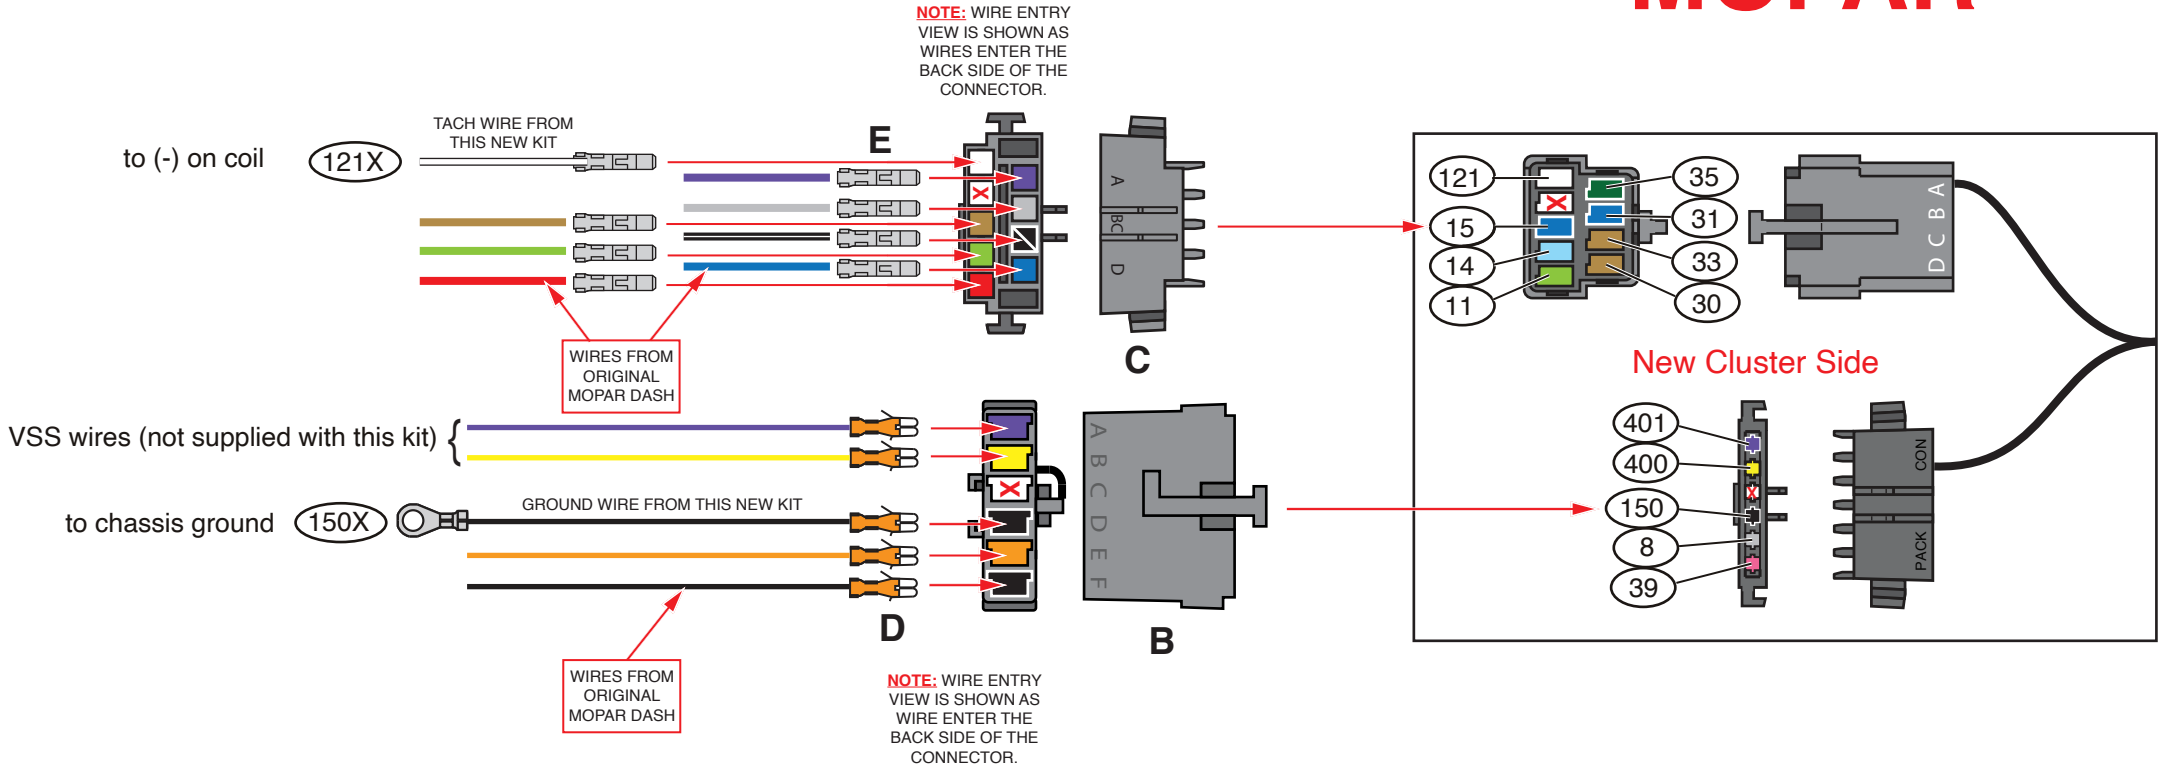 MOPAR
NOTE: WIRE ENTRY
VIEW IS SHOWN AS
WIRES ENTER THE
BACK SIDE OF THE
CONNECTOR.
to (-) on coil
121X
TACH WIRE FROM
THIS NEW KIT
E
A
BC
D
C
WIRES FROM
ORIGINAL
MOPAR DASH
121
X
15
14
11
35
31
33
30
D C B A
New Cluster Side
VSS wires (not supplied with this kit) {
X
A
B
C
D
E
F
to chassis ground
150X
GROUND WIRE FROM THIS NEW KIT
D
B
WIRES FROM
ORIGINAL
MOPAR DASH
NOTE: WIRE ENTRY
VIEW IS SHOWN AS
WIRE ENTER THE
BACK SIDE OF THE
CONNECTOR.
401
400
X
150
8
39
CON
PACK